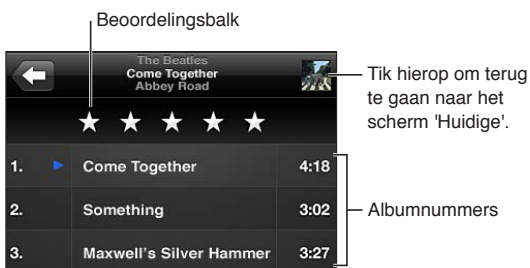 Beoordelingsbalk
The Beatles
Come Together
Abbey Road
Tik hierop om terug
te gaan naar het
scherm 'Huidige'.
1. Come Together 4:18
2. Something 3:02
3. Maxwell's Silver Hammer 3:27
Albumnummers